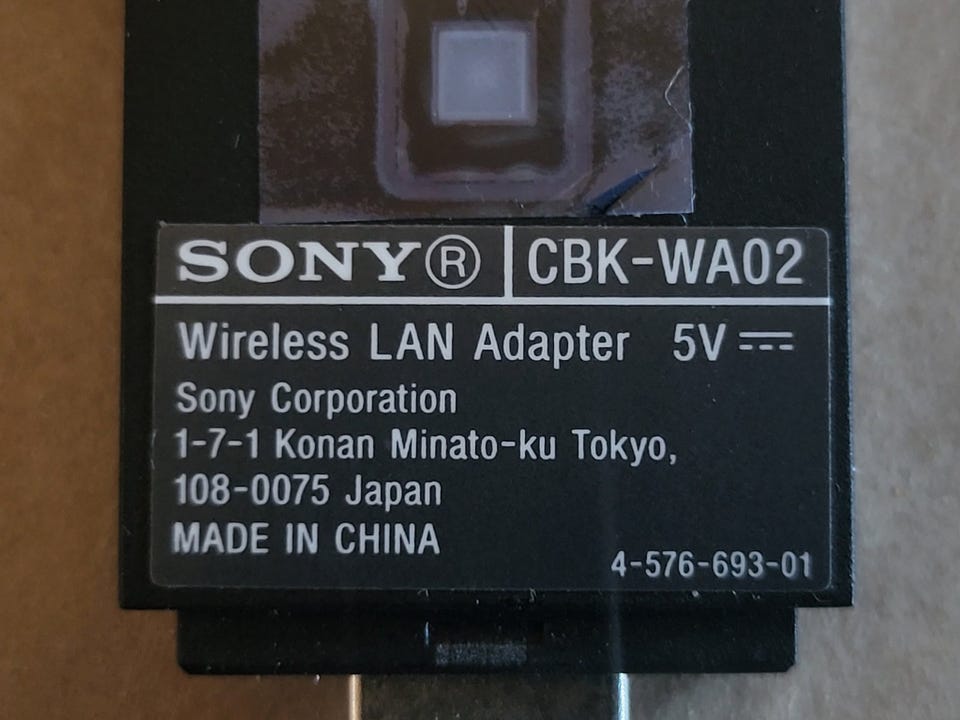 SONY® CBK-WA02
Wireless LAN Adapter 5V ⎓
Sony Corporation
1-7-1 Konan Minato-ku Tokyo,
108-0075 Japan
MADE IN CHINA
4-576-693-01